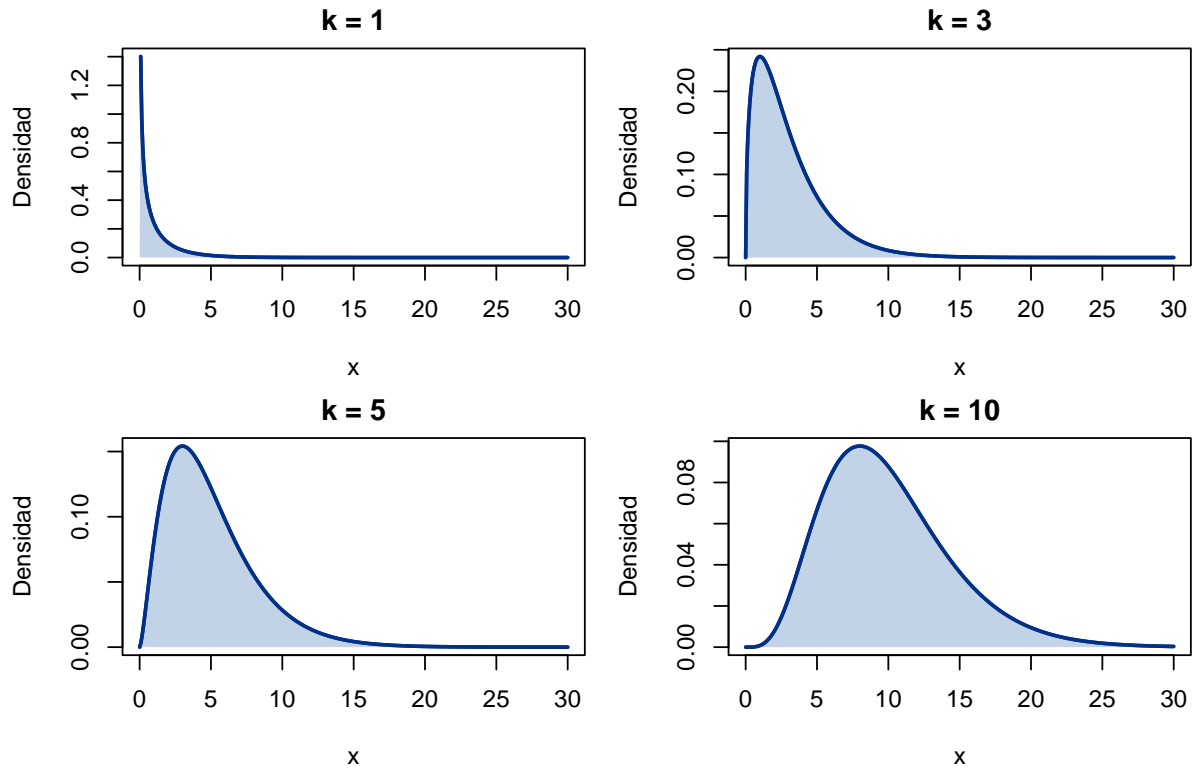 k = 1
Densidad
0.0 0.4 0.8 1.2
0 5 10 15 20 25 30
x
k = 3
Densidad
0.00 0.10 0.20
0 5 10 15 20 25 30
x
k = 5
Densidad
0.00 0.10
0 5 10 15 20 25 30
x
k = 10
Densidad
0.00 0.04 0.08
0 5 10 15 20 25 30
x